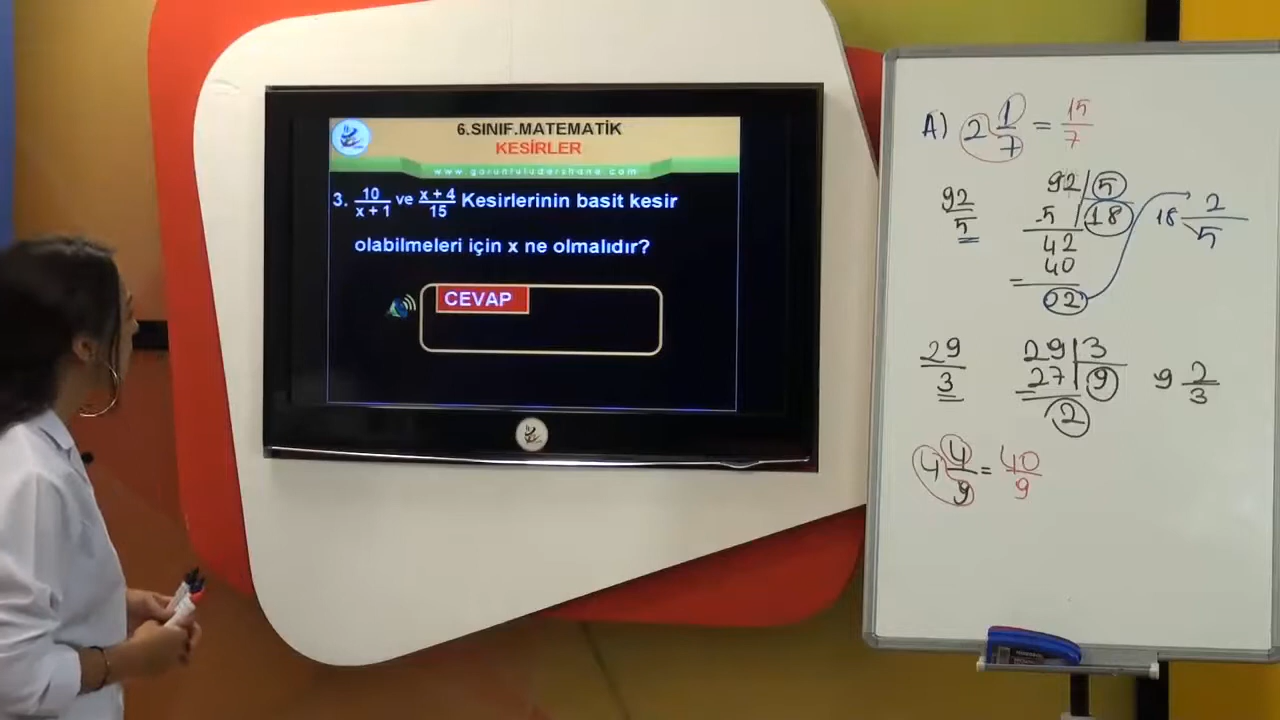 6.SINIF.MATEMATİK
KESİRLER
www.goruntuludershane.com
3. 10/x + 1 ve x + 4/15 Kesirlerinin basit kesir
olabilmeleri için x ne olmalıdır?
CEVAP
A) 2 1/7 = 15/7
92/5
92 5
5 18
42
40
02
18 2/5
29/3
29 3
27 9
2
9 2/3
4 4/9 = 40/9